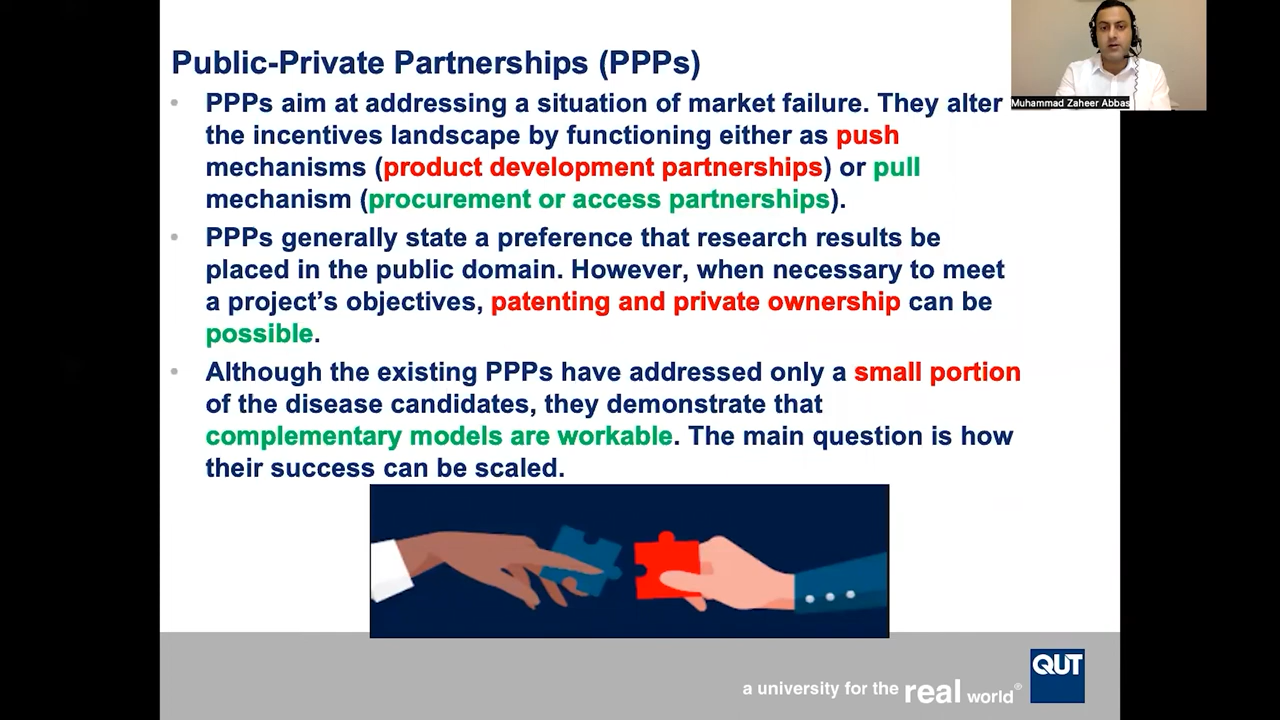 Public-Private Partnerships (PPPs)
• PPPs aim at addressing a situation of market failure. They alter
the incentives landscape by functioning either as push
mechanisms (product development partnerships) or pull
mechanism (procurement or access partnerships).
• PPPs generally state a preference that research results be
placed in the public domain. However, when necessary to meet
a project’s objectives, patenting and private ownership can be
possible.
• Although the existing PPPs have addressed only a small portion
of the disease candidates, they demonstrate that
complementary models are workable. The main question is how
their success can be scaled.
Muhammad Zaheer Abbas
a university for the real world®
QUT